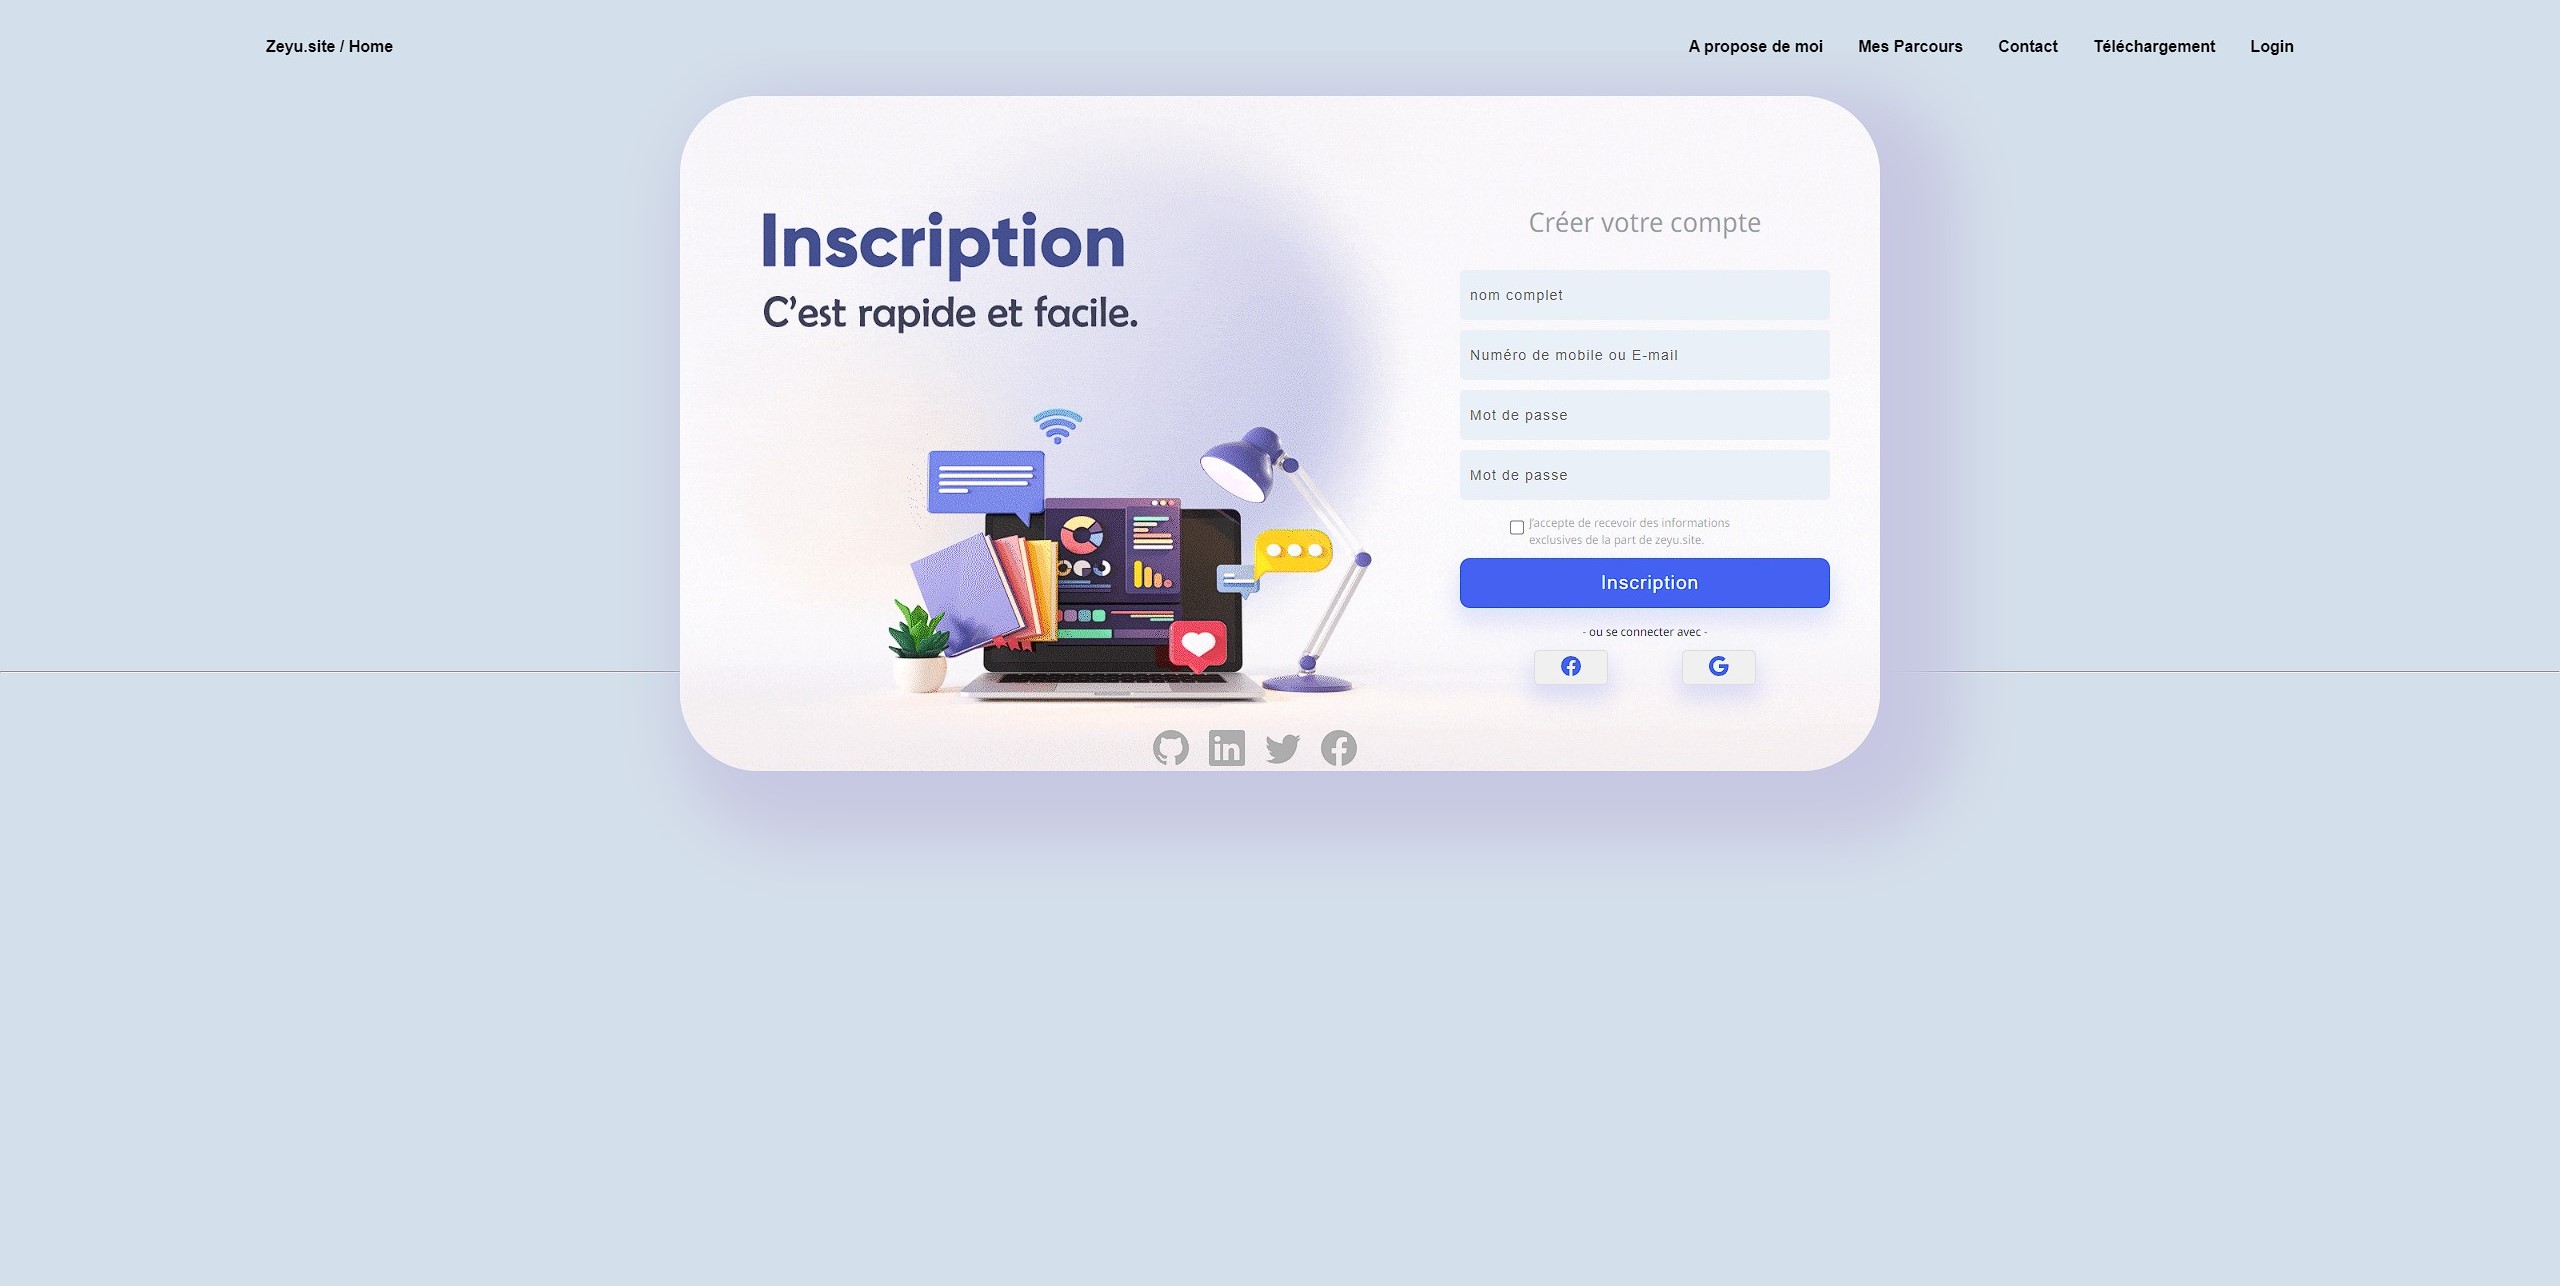 Zeyu.site / Home
A propose de moi
Mes Parcours
Contact
Téléchargement
Login
Inscription
C’est rapide et facile.
Créer votre compte
nom complet
Numéro de mobile ou E-mail
Mot de passe
Mot de passe
J'accepte de recevoir des informations
exclusives de la part de zeyu.site.
Inscription
- ou se connecter avec -